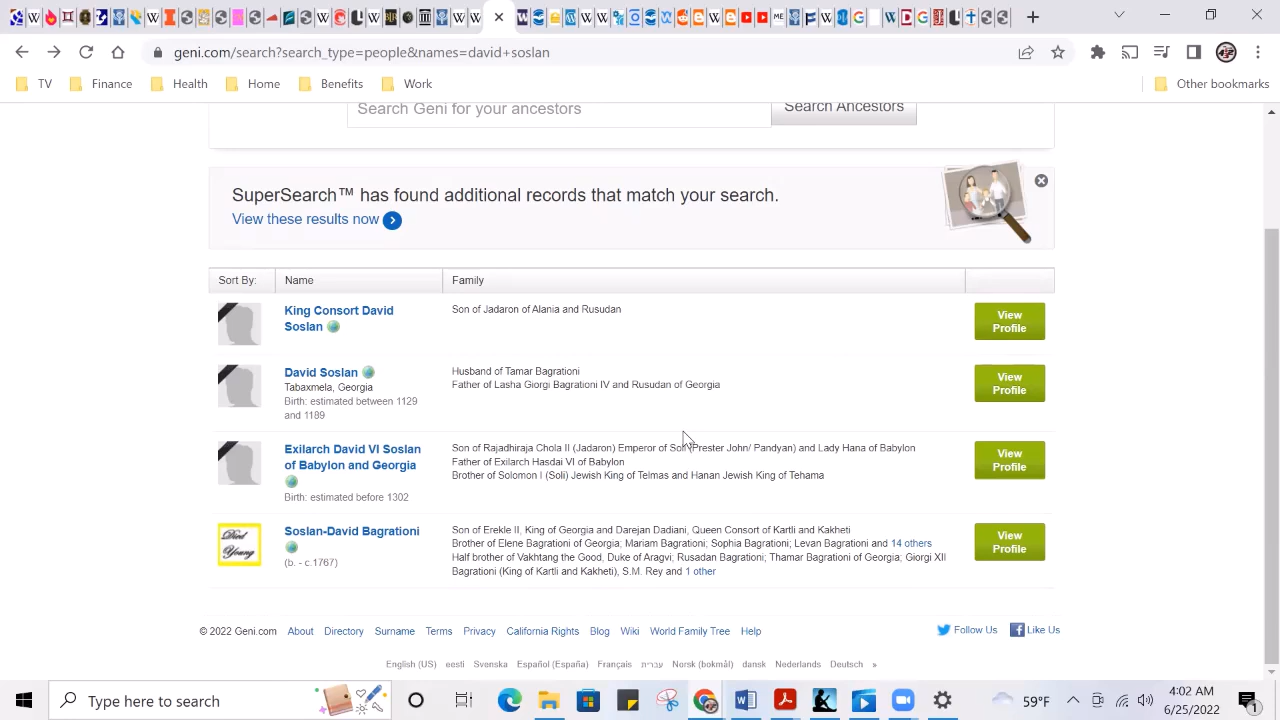 geni.com/search?search_type=people&names=david+soslan
TV Finance Health Home Benefits Work Other bookmarks
Search Geni for your ancestors Search Ancestors
SuperSearch™ has found additional records that match your search.
View these results now
Sort By: Name Family
King Consort David Soslan
Son of Jadaron of Alania and Rusudan
View Profile
David Soslan
Tabaxmela, Georgia
Birth: estimated between 1129
and 1189
Husband of Tamar Bagrationi
Father of Lasha Giorgi Bagrationi IV and Rusudan of Georgia
View Profile
Exilarch David VI Soslan
of Babylon and Georgia
Birth: estimated before 1302
Son of Rajadhiraja Chola II (Jadaron) Emperor of Soli (Prester John/ Pandyan) and Lady Hana of Babylon
Father of Exilarch Hasdai VI of Babylon
Brother of Solomon I (Soli) Jewish King of Telmas and Hanan Jewish King of Tehama
View Profile
Died
Young
Soslan-David Bagrationi
(b. - c.1767)
Son of Erekle II, King of Georgia and Darejan Dadiani, Queen Consort of Kartli and Kakheti
Brother of Elene Bagrationi of Georgia; Mariam Bagrationi; Sophia Bagrationi; Levan Bagrationi and 14 others
Half brother of Vakhtang the Good, Duke of Aragvi; Rusadan Bagrationi; Thamar Bagrationi of Georgia; Giorgi XII
Bagrationi (King of Kartli and Kakheti), S.M. Rey and 1 other
View Profile
© 2022 Geni.com About Directory Surname Terms Privacy California Rights Blog Wiki World Family Tree Help Follow Us Like Us
English (US) eesti Svenska Español (España) Français עברית Norsk (bokmål) dansk Nederlands Deutsch »
Type here to search
59°F
4:02 AM
6/25/2022
1